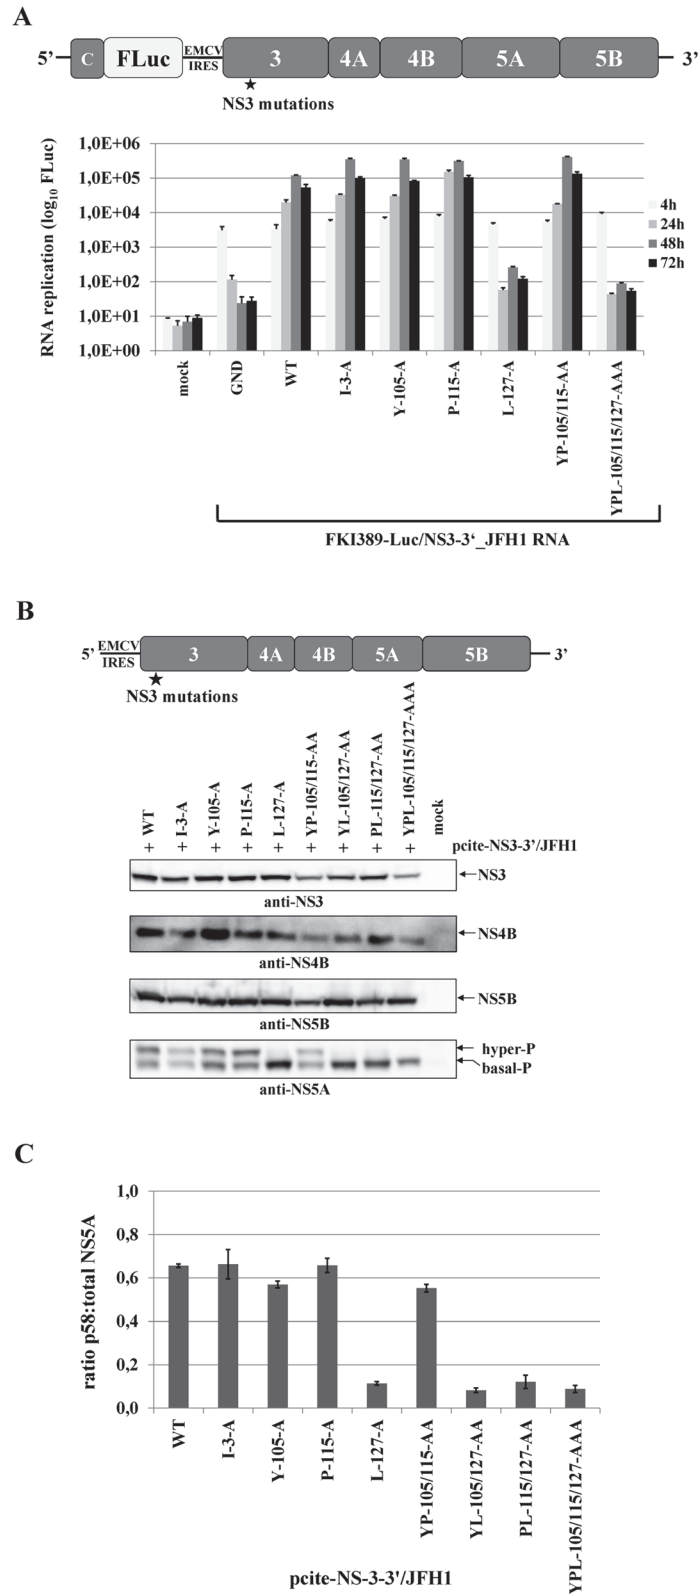 A
5’ C FLuc EMCV IRES 3 4A 4B 5A 5B 3’
★
NS3 mutations
RNA replication (log10 FLuc)
1,0E+06
1,0E+05
1,0E+04
1,0E+03
1,0E+02
1,0E+01
1,0E+00
4h
24h
48h
72h
mock
GND
WT
I-3-A
Y-105-A
P-115-A
L-127-A
YP-105/115-AA
YPL-105/115/127-AAA
FKI389-Luc/NS3-3‘_JFH1 RNA
B
5’ EMCV IRES 3 4A 4B 5A 5B 3’
★
NS3 mutations
WT
I-3-A
Y-105-A
P-115-A
L-127-A
YP-105/115-AA
YL-105/127-AA
PL-115/127-AA
YPL-105/115/127-AAA
mock
+ + + + + + + + + pcite-NS3-3’/JFH1
NS3
anti-NS3
NS4B
anti-NS4B
NS5B
anti-NS5B
hyper-P
basal-P
anti-NS5A
C
ratio p58:total NS5A
1,0
0,8
0,6
0,4
0,2
0,0
WT
I-3-A
Y-105-A
P-115-A
L-127-A
YP-105/115-AA
YL-105/127-AA
PL-115/127-AA
YPL-105/115/127-AAA
pcite-NS-3-3'/JFH1